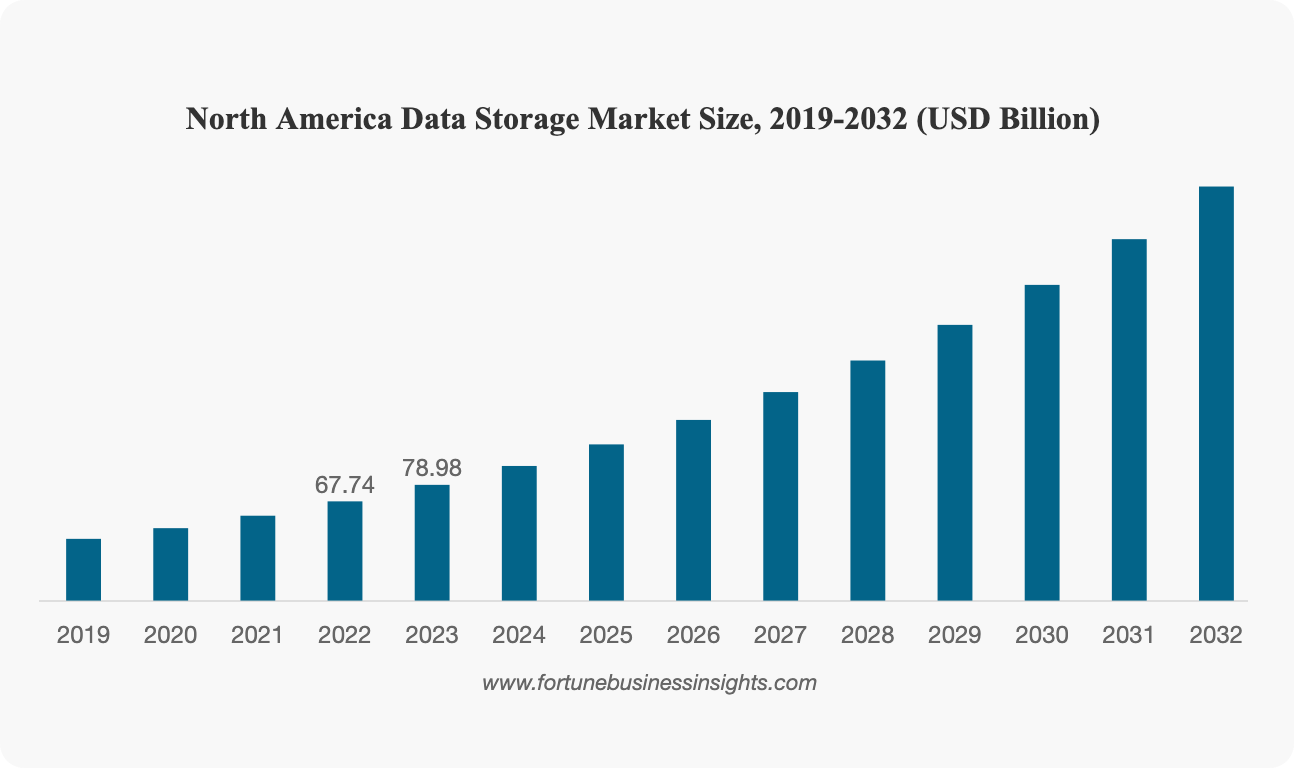 North America Data Storage Market Size, 2019-2032 (USD Billion)
67.74
78.98
2019 2020 2021 2022 2023 2024 2025 2026 2027 2028 2029 2030 2031 2032
www.fortunebusinessinsights.com